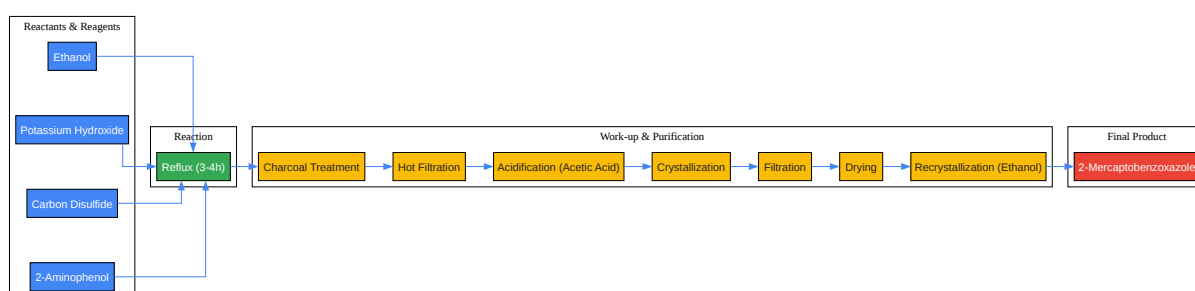 Reactants & Reagents
Ethanol
Potassium Hydroxide
Carbon Disulfide
2-Aminophenol
Reaction
Reflux (3-4h)
Work-up & Purification
Charcoal Treatment
Hot Filtration
Acidification (Acetic Acid)
Crystallization
Filtration
Drying
Recrystallization (Ethanol)
Final Product
2-Mercaptobenzoxazole